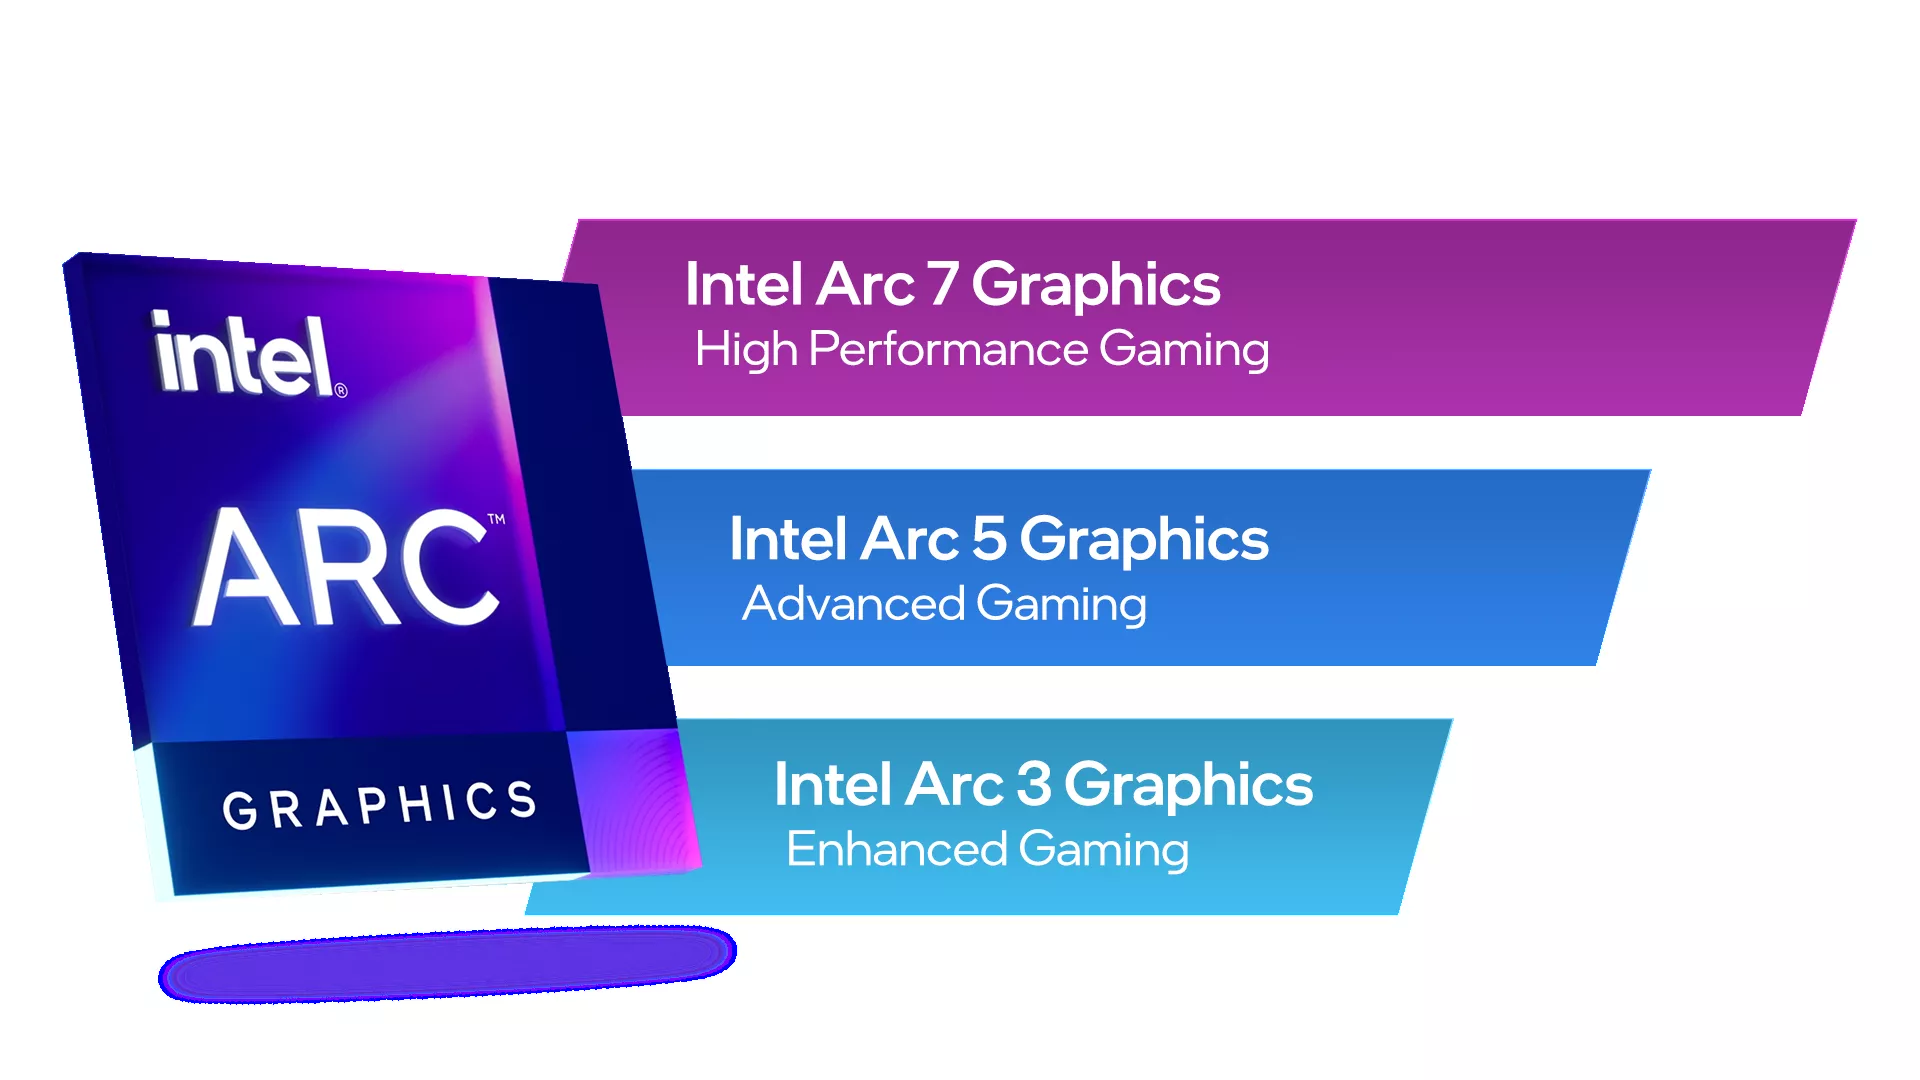 intel®
ARC™
GRAPHICS
Intel Arc 7 Graphics
High Performance Gaming
Intel Arc 5 Graphics
Advanced Gaming
Intel Arc 3 Graphics
Enhanced Gaming